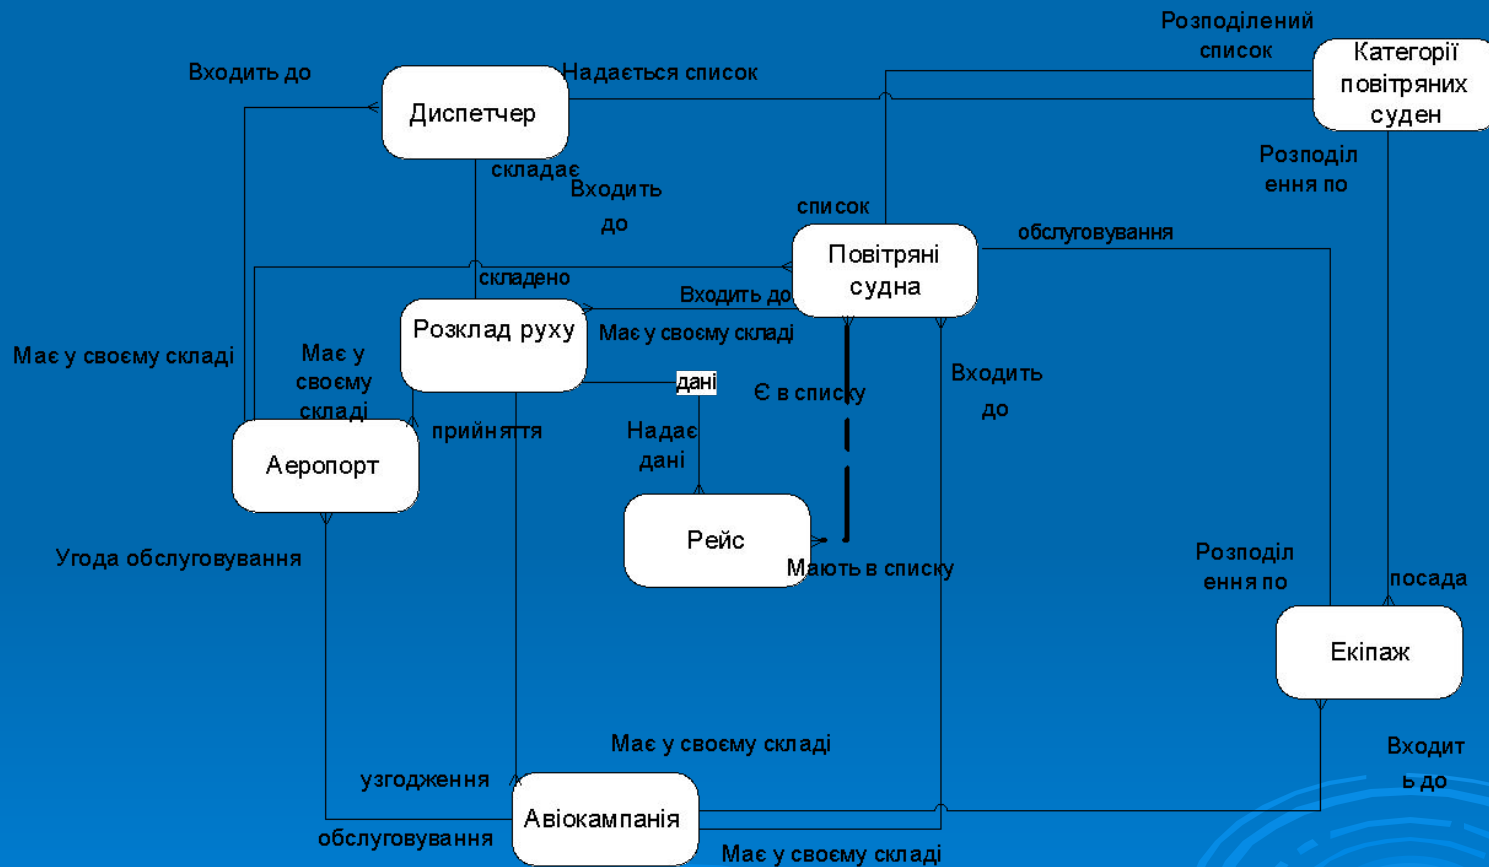 Розподілений
список
Категорії
повітряних
суден
Входить до
Надається список
Диспетчер
Розподіл
ення по
складає
Входить
до
список
обслуговування
Повітряні
судна
складено
Входить до
Розклад руху
Має у своєму складі
Має у своєму складі
Має у
своєму
складі
дані
Є в списку
Входить
до
прийняття
Надає
дані
Аеропорт
Рейс
Угода обслуговування
Мають в списку
Розподіл
ення по
посада
Екіпаж
Має у своєму складі
Входит
ь до
узгодження
Авіокампанія
обслуговування
Має у своєму складі